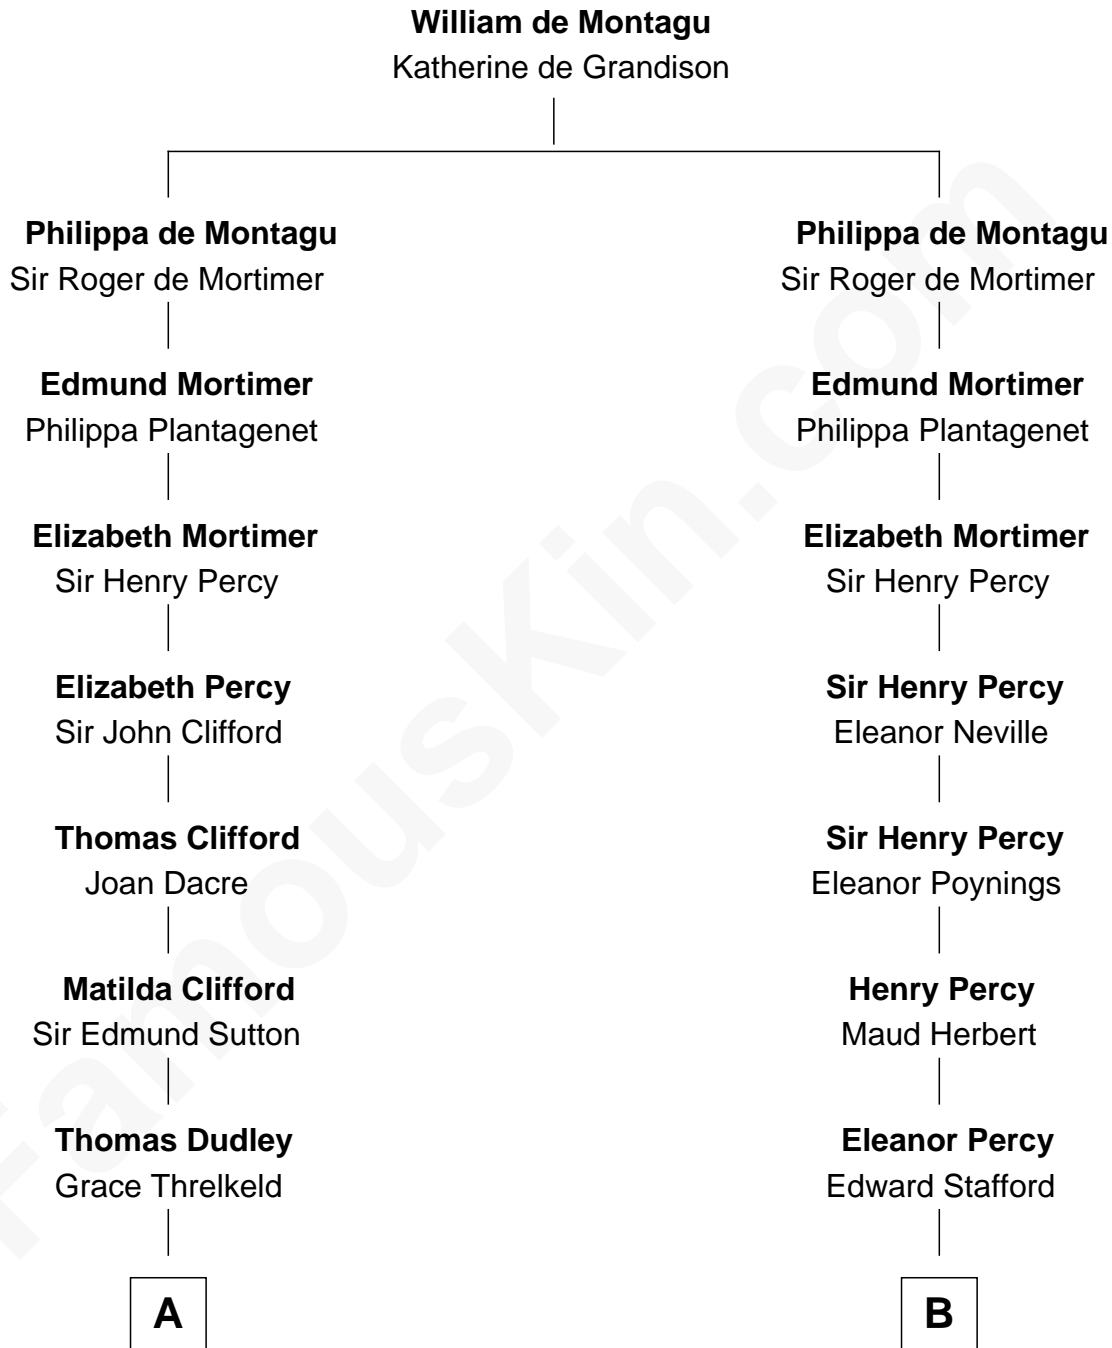 William de Montagu
Katherine de Grandison
Philippa de Montagu
Sir Roger de Mortimer
Philippa de Montagu
Sir Roger de Mortimer
Edmund Mortimer
Philippa Plantagenet
Edmund Mortimer
Philippa Plantagenet
Elizabeth Mortimer
Sir Henry Percy
Elizabeth Mortimer
Sir Henry Percy
Elizabeth Percy
Sir John Clifford
Sir Henry Percy
Eleanor Neville
Thomas Clifford
Joan Dacre
Sir Henry Percy
Eleanor Poynings
Matilda Clifford
Sir Edmund Sutton
Henry Percy
Maud Herbert
Thomas Dudley
Grace Threlkeld
Eleanor Percy
Edward Stafford
A
B
FamousKin.com